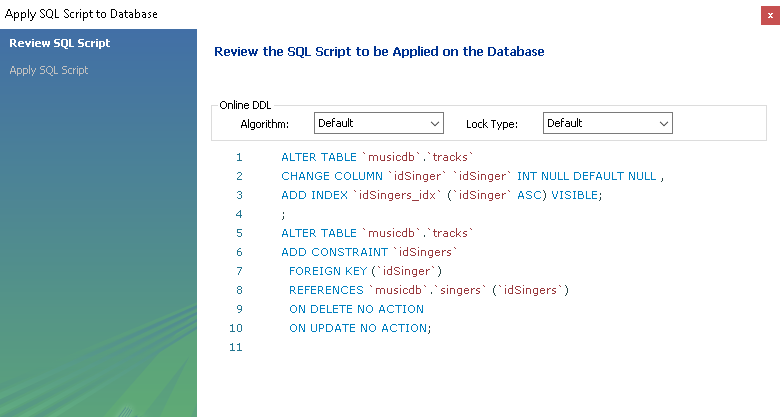 Apply SQL Script to Database
x
Review SQL Script
Apply SQL Script
Review the SQL Script to be Applied on the Database
Online DDL
Algorithm: Default Lock Type: Default
1 ALTER TABLE `musicdb`.`tracks`
2 CHANGE COLUMN `idSinger` `idSinger` INT NULL DEFAULT NULL ,
3 ADD INDEX `idSingers_idx` (`idSinger` ASC) VISIBLE;
4 ;
5 ALTER TABLE `musicdb`.`tracks`
6 ADD CONSTRAINT `idSingers`
7 FOREIGN KEY (`idSinger`)
8 REFERENCES `musicdb`.`singers` (`idSingers`)
9 ON DELETE NO ACTION
10 ON UPDATE NO ACTION;
11